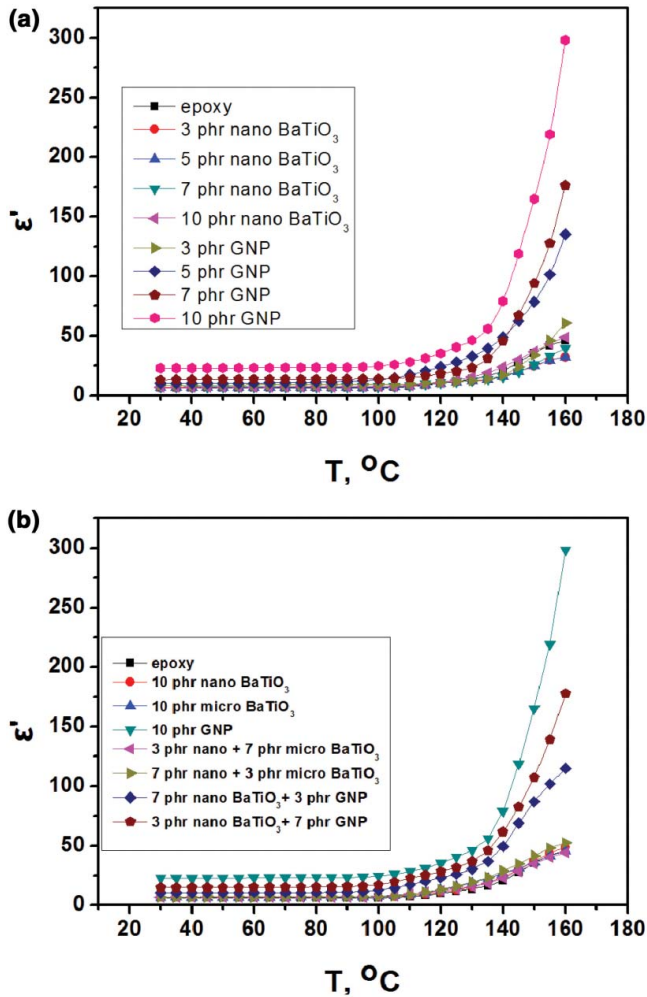 (a)
300
250
200
150
100
50
0
ε'
epoxy
3 phr nano BaTiO₃
5 phr nano BaTiO₃
7 phr nano BaTiO₃
10 phr nano BaTiO₃
3 phr GNP
5 phr GNP
7 phr GNP
10 phr GNP
20 40 60 80 100 120 140 160 180
T, °C
(b)
300
250
200
150
100
50
0
ε'
epoxy
10 phr nano BaTiO₃
10 phr micro BaTiO₃
10 phr GNP
3 phr nano + 7 phr micro BaTiO₃
7 phr nano + 3 phr micro BaTiO₃
7 phr nano BaTiO₃+ 3 phr GNP
3 phr nano BaTiO₃+ 7 phr GNP
20 40 60 80 100 120 140 160 180
T, °C